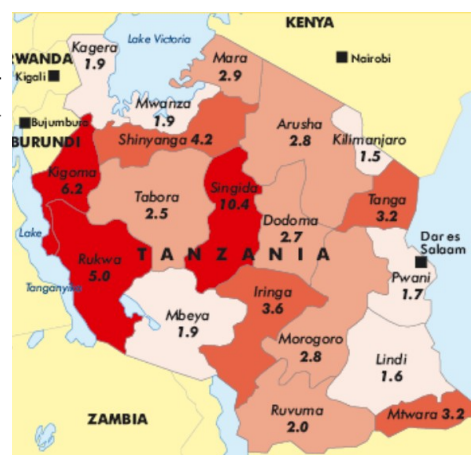 KENYA
Lake Victoria
RWANDA
Kagera
1.9
Mara
2.9
Nairobi
Kigali
Mwanza
1.9
Bujumbura
BURUNDI
Shinyanga 4.2
Arusha
2.8
Kilimanjaro
1.5
Kigoma
6.2
Tabora
2.5
Singida
10.4
Tanga
3.2
Dodoma
2.7
Dar es
Salaam
Lake
Tanganyika
Rukwa
5.0
TANZANIA
Pwani
1.7
Iringa
3.6
Mbeya
1.9
Morogoro
2.8
Lindi
1.6
ZAMBIA
Ruvuma
2.0
Mtwara 3.2